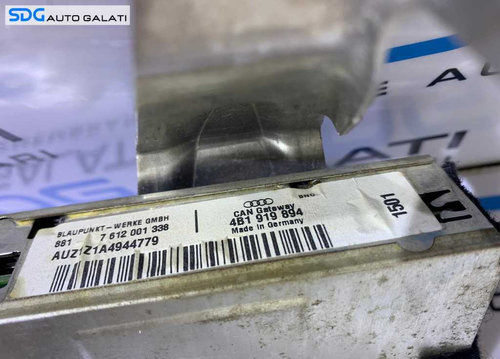 SDG AUTO GALATI
BLAUPUNKT-WERKE GMBH
881 7 612 001 338
AUZ1Z1A4944779
CAN Gateway
4B1 919 894
Made in Germany
1501
ATI